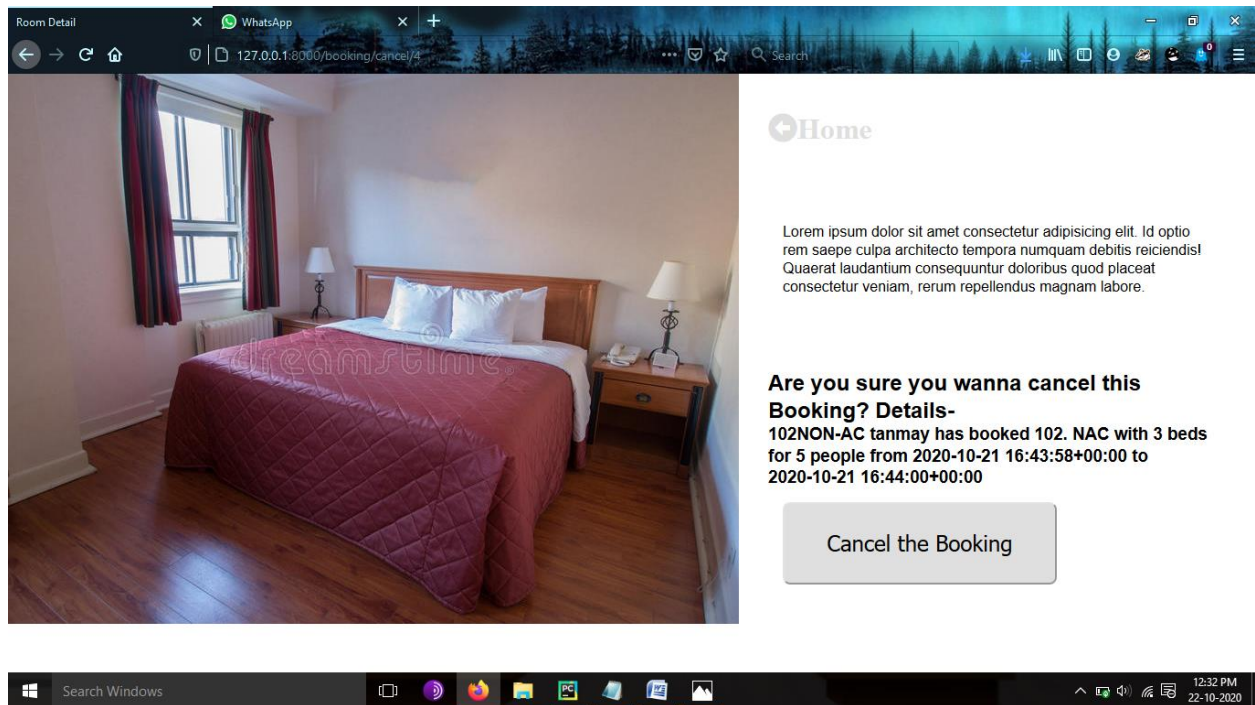 Room Detail
WhatsApp
127.0.0.1:8000/booking/cancel/4
Search
0
Home
Lorem ipsum dolor sit amet consectetur adipisicing elit. Id optio
rem saepe culpa architecto tempora numquam debitis reiciendis!
Quaerat laudantium consequuntur doloribus quod placeat
consectetur veniam, rerum repellendus magnam labore.
dreamstime.
Are you sure you wanna cancel this
Booking? Details-
102NON-AC tanmay has booked 102. NAC with 3 beds
for 5 people from 2020-10-21 16:43:58+00:00 to
2020-10-21 16:44:00+00:00
Cancel the Booking
Search Windows
PC
W
12:32 PM
22-10-2020